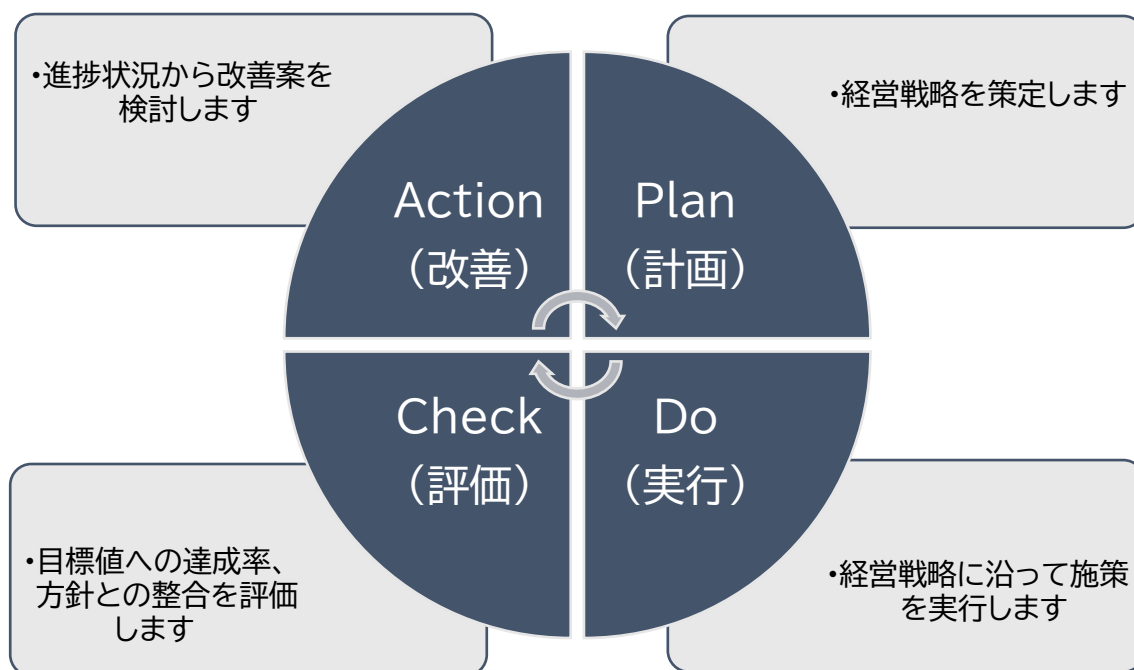 ・進捗状況から改善案を
検討します
・経営戦略を策定します
Action
（改善）
Plan
（計画）
Check
（評価）
Do
（実行）
・目標値への達成率、
方針との整合を評価
します
・経営戦略に沿って施策
を実行します